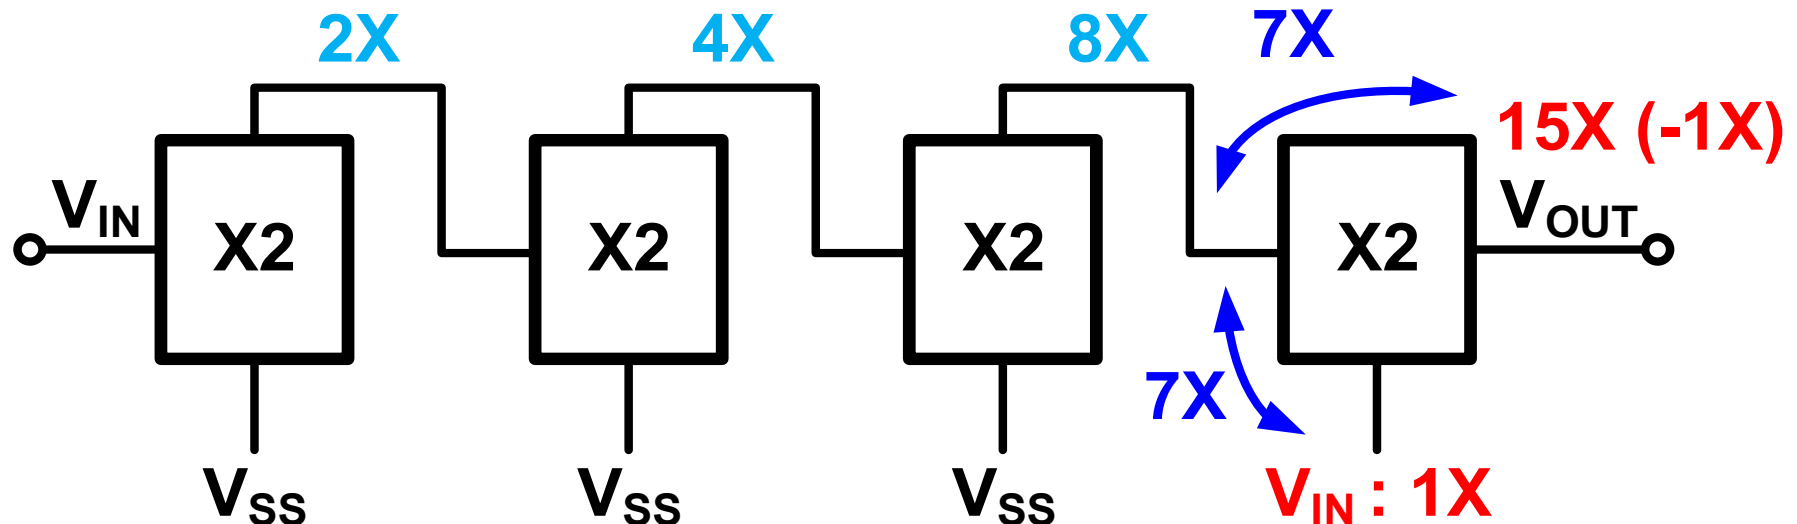 2X 4X 8X 7X
15X (-1X)
VIN X2 X2 X2 X2 VOUT
7X
VSS VSS VSS VIN : 1X